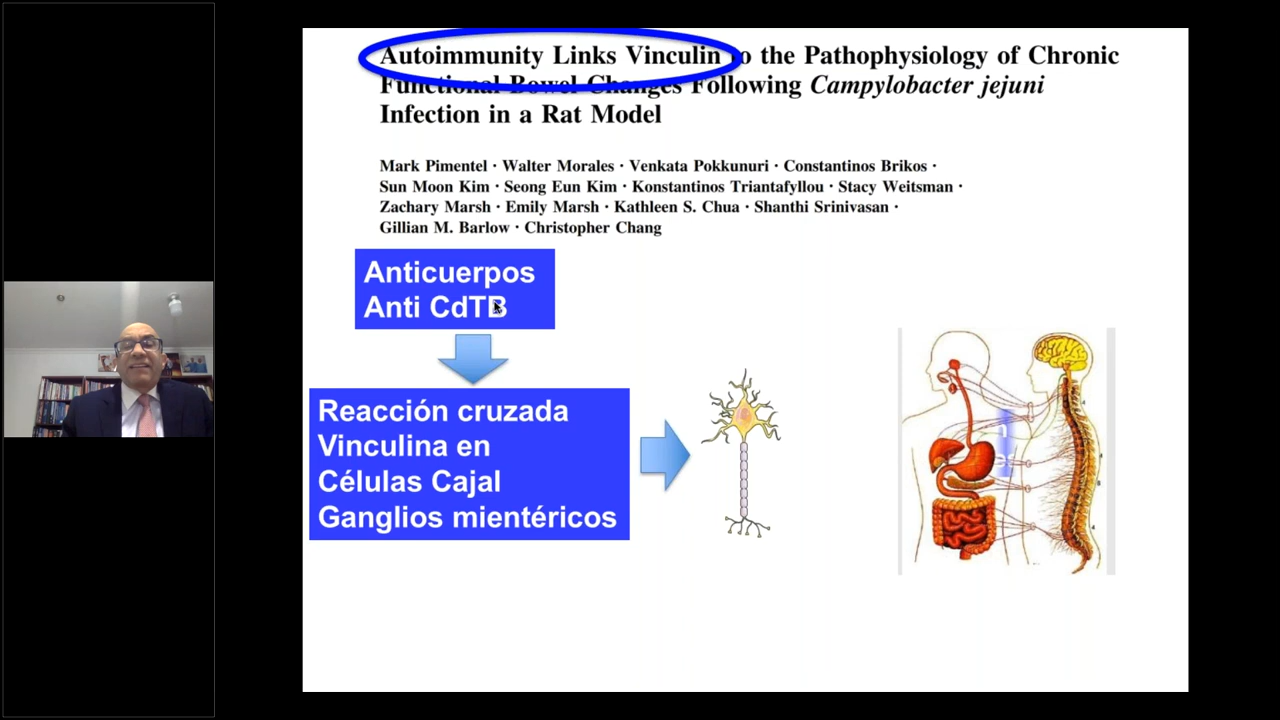 Autoimmunity Links Vinculin to the Pathophysiology of Chronic
Functional Bowel Changes Following Campylobacter jejuni
Infection in a Rat Model
Mark Pimentel · Walter Morales · Venkata Pokkunuri · Constantinos Brikos ·
Sun Moon Kim · Seong Eun Kim · Konstantinos Triantafyllou · Stacy Weitsman ·
Zachary Marsh · Emily Marsh · Kathleen S. Chua · Shanthi Srinivasan ·
Gillian M. Barlow · Christopher Chang
Anticuerpos
Anti CdTB
Reacción cruzada
Vinculina en
Células Cajal
Ganglios mientéricos